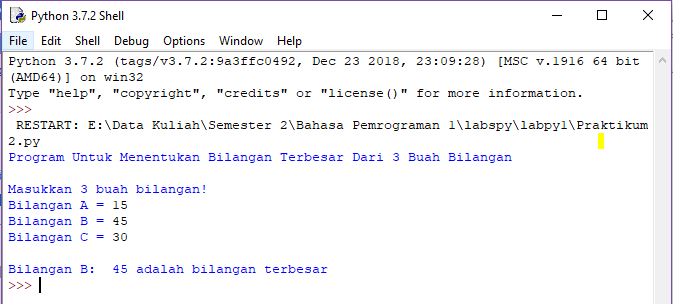 Python 3.7.2 Shell
File Edit Shell Debug Options Window Help
Python 3.7.2 (tags/v3.7.2:9a3ffc0492, Dec 23 2018, 23:09:28) [MSC v.1916 64 bit
(AMD64)] on win32
Type "help", "copyright", "credits" or "license()" for more information.
>>>
 RESTART: E:\Data Kuliah\Semester 2\Bahasa Pemrograman 1\labspy\labpy1\Praktikum
2.py
Program Untuk Menentukan Bilangan Terbesar Dari 3 Buah Bilangan

Masukkan 3 buah bilangan!
Bilangan A = 15
Bilangan B = 45
Bilangan C = 30

Bilangan B:  45 adalah bilangan terbesar
>>>